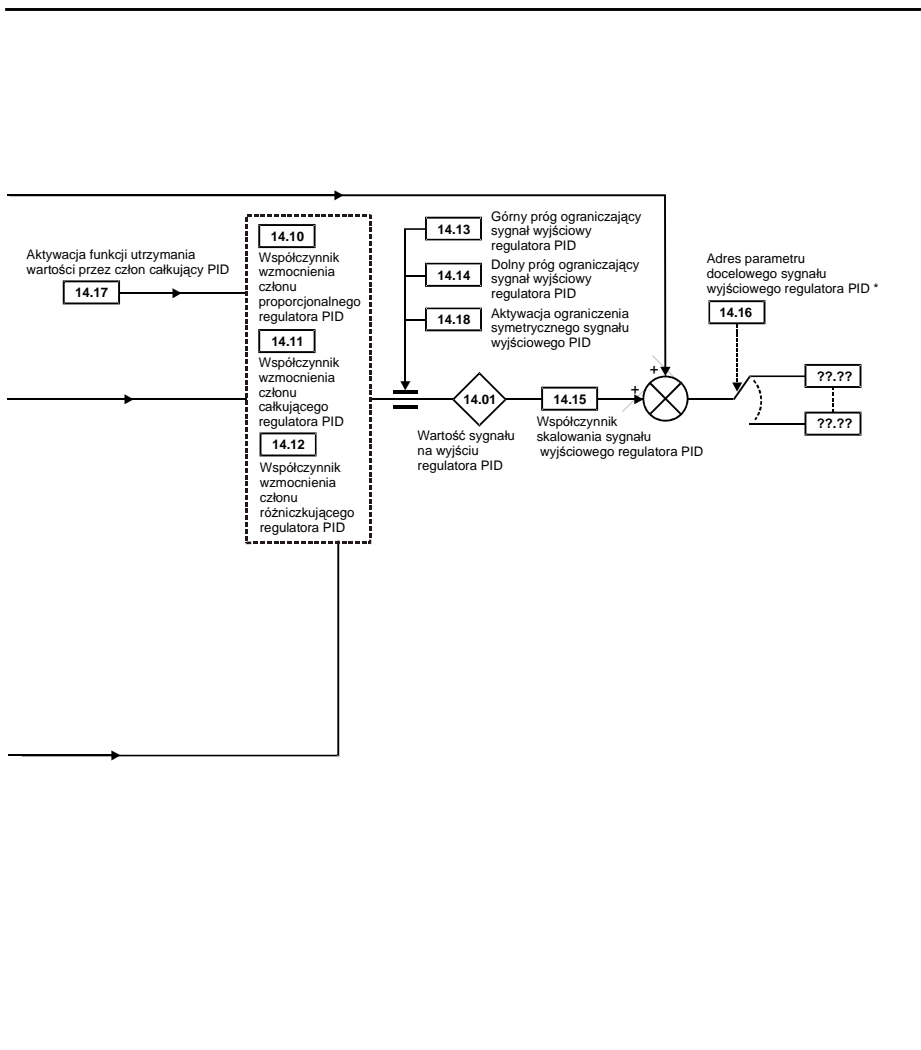 Aktywacja funkcji utrzymania
wartości przez człon całkujący PID
14.17
14.10
Współczynnik
wzmocnienia
członu
proporcjonalnego
regulatora PID
14.11
Współczynnik
wzmocnienia
członu
całkującego
regulatora PID
14.12
Współczynnik
wzmocnienia
członu
różniczkującego
regulatora PID
14.13
Górny próg ograniczający
sygnał wyjściowy
regulatora PID
14.14
Dolny próg ograniczający
sygnał wyjściowy
regulatora PID
14.18
Aktywacja ograniczenia
symetrycznego sygnału
wyjściowego PID
14.01
Wartość sygnału
na wyjściu
regulatora PID
14.15
Współczynnik
skalowania sygnału
wyjściowego regulatora PID
+
+
Adres parametru
docelowego sygnału
wyjściowego regulatora PID *
14.16
??.??
??.??